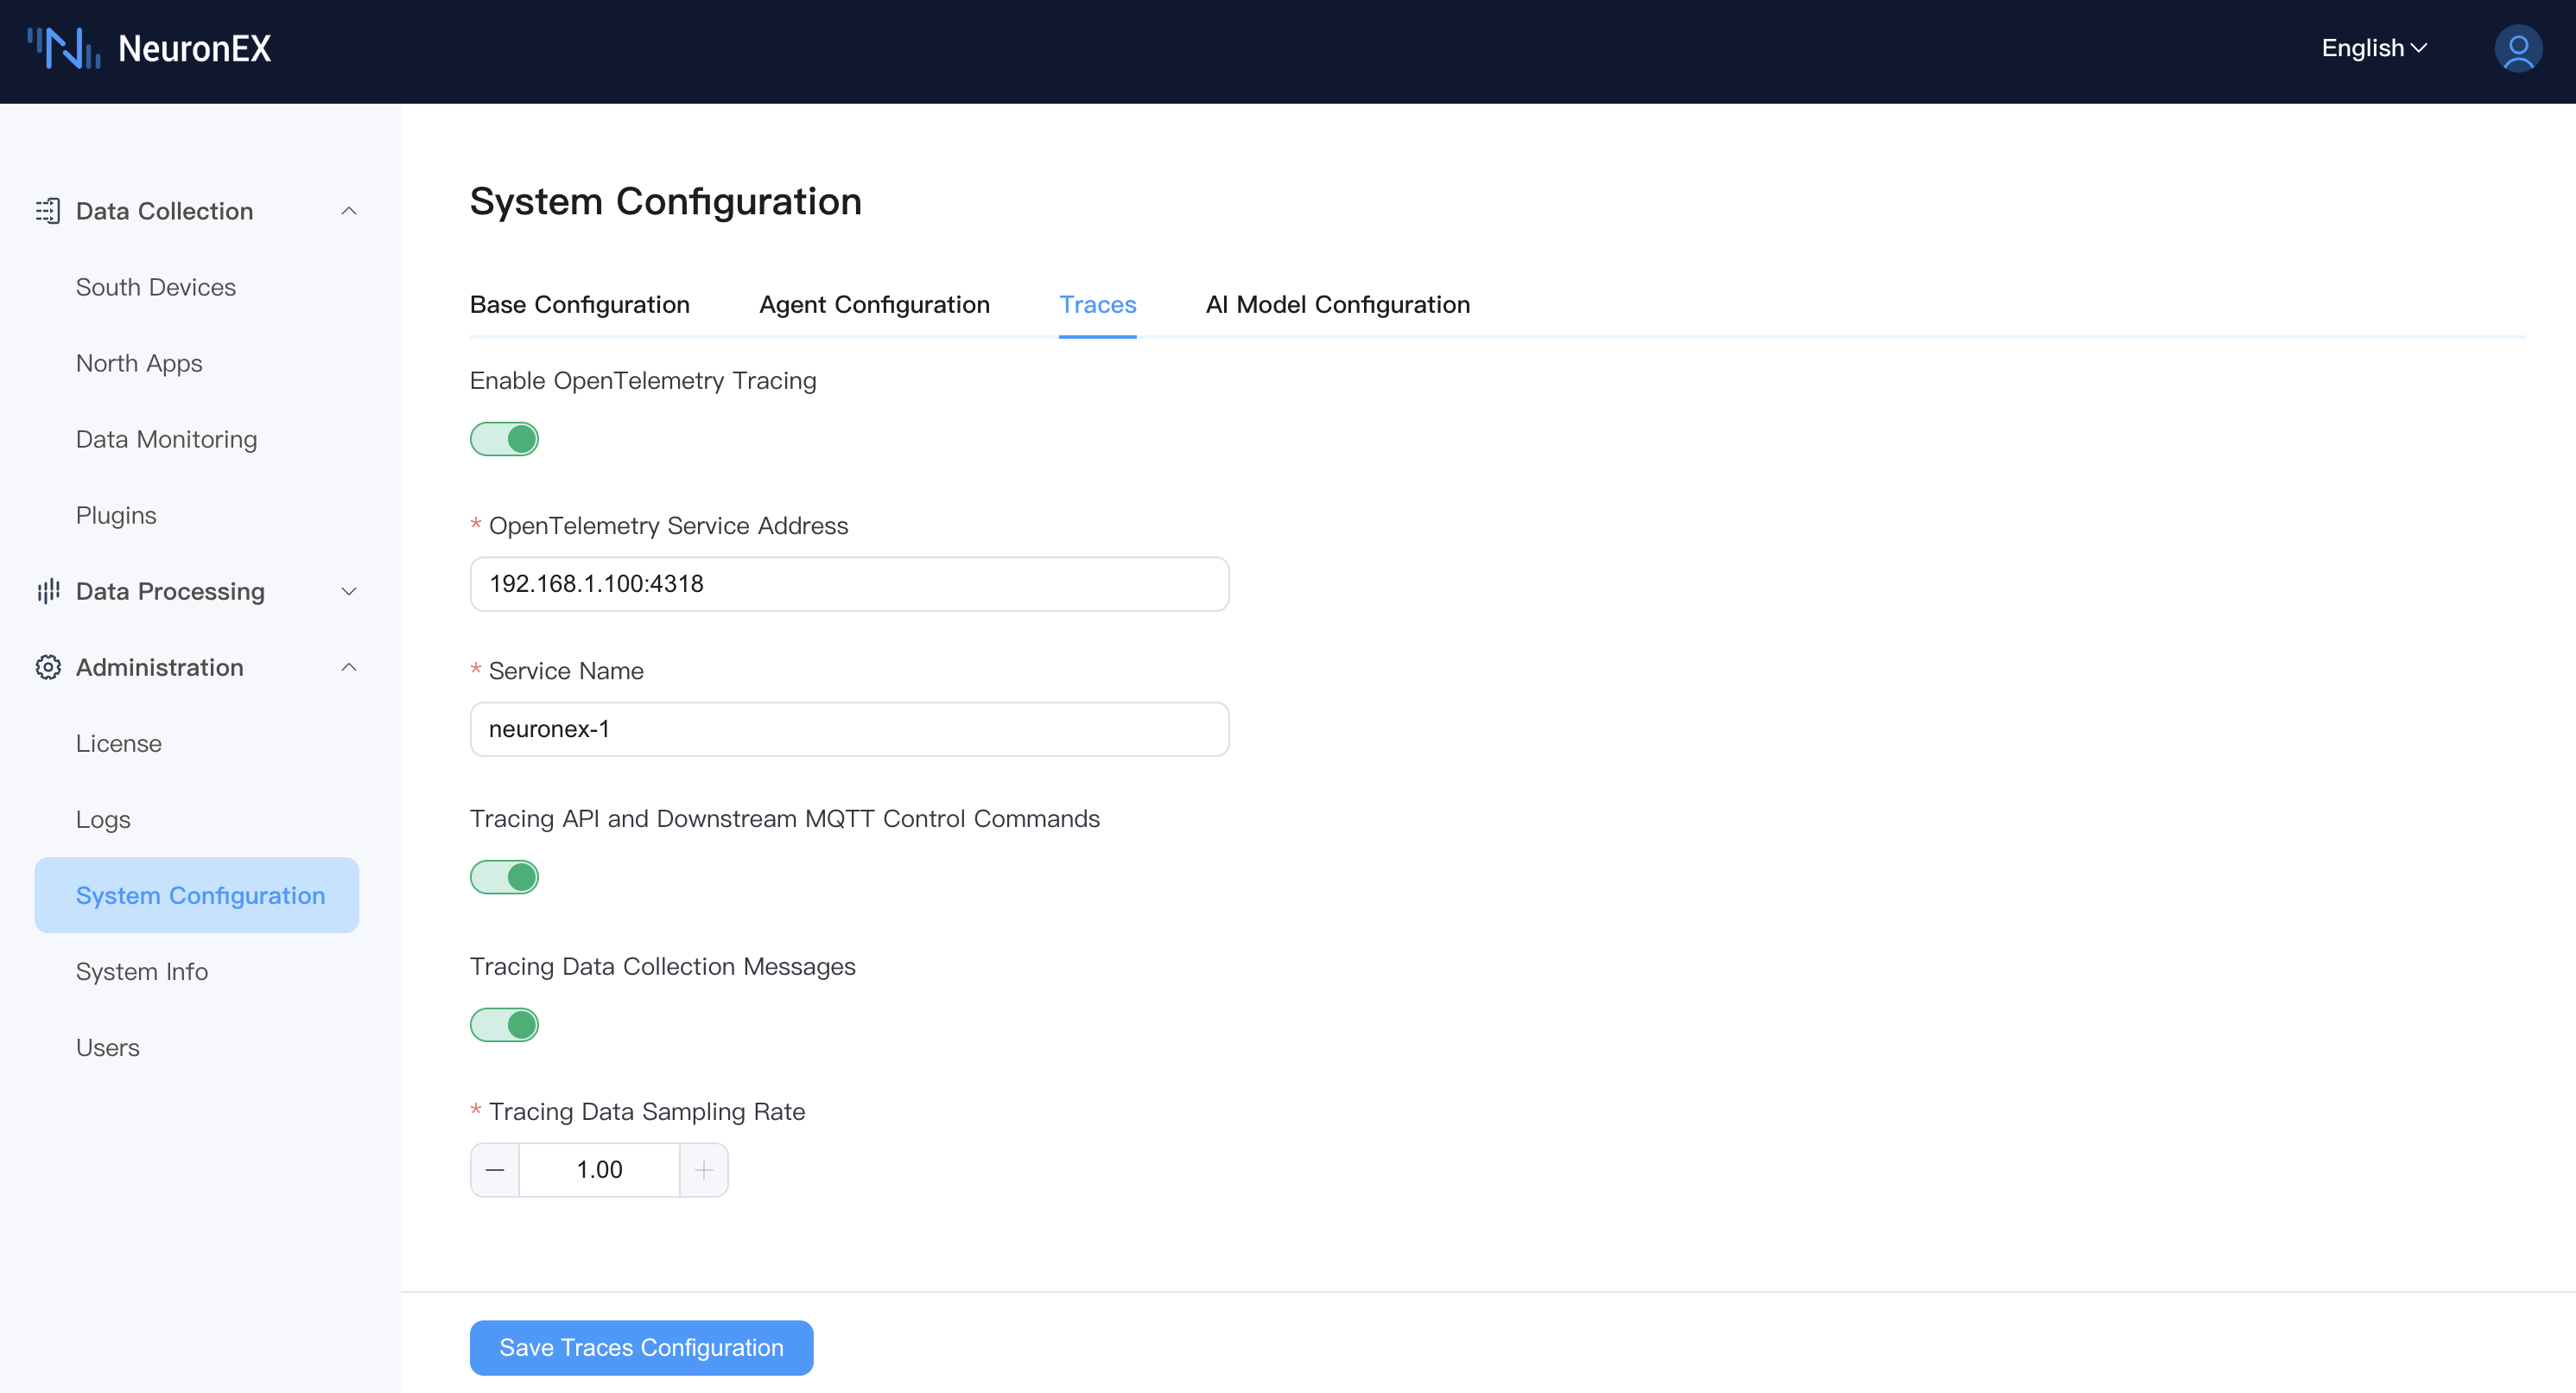 NeuronEX
English
Data Collection
South Devices
North Apps
Data Monitoring
Plugins
Data Processing
Administration
License
Logs
System Configuration
System Info
Users
System Configuration
Base Configuration Agent Configuration Traces AI Model Configuration
Enable OpenTelemetry Tracing
* OpenTelemetry Service Address
192.168.1.100:4318
* Service Name
neuronex-1
Tracing API and Downstream MQTT Control Commands
Tracing Data Collection Messages
* Tracing Data Sampling Rate
1.00
Save Traces Configuration